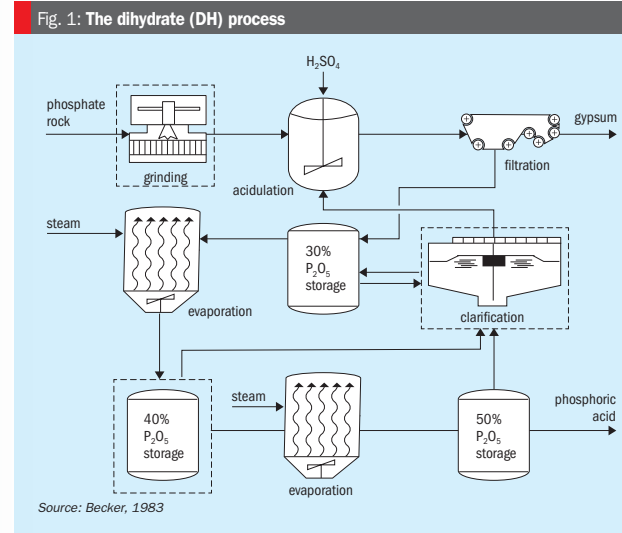 Fig. 1: The dihydrate (DH) process
H₂SO₄
phosphate
rock
gypsum
grinding
acidulation
filtration
steam
30%
P₂O₅
storage
evaporation
clarification
40%
P₂O₅
storage
steam
evaporation
50%
P₂O₅
storage
phosphoric
acid
Source: Becker, 1983